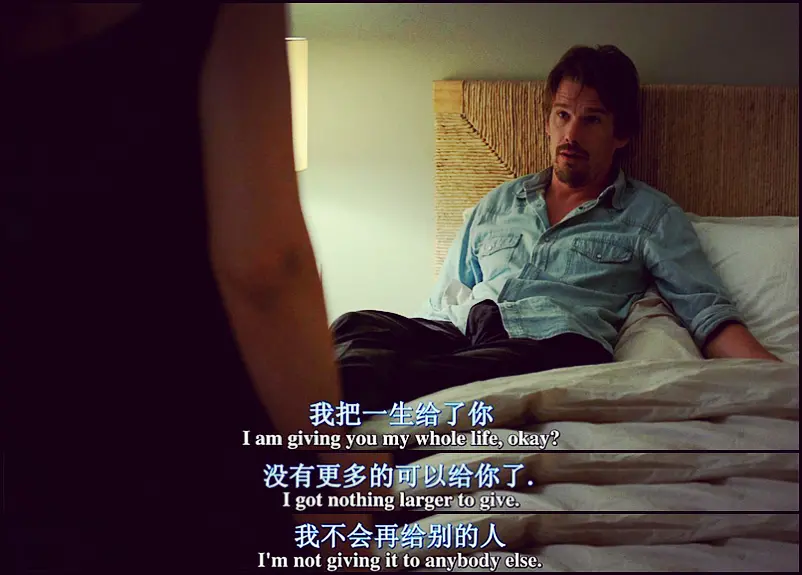 我把一生给了你
I am giving you my whole life, okay?
没有更多的可以给你了.
I got nothing larger to give.
我不会再给别的人
I'm not giving it to anybody else.